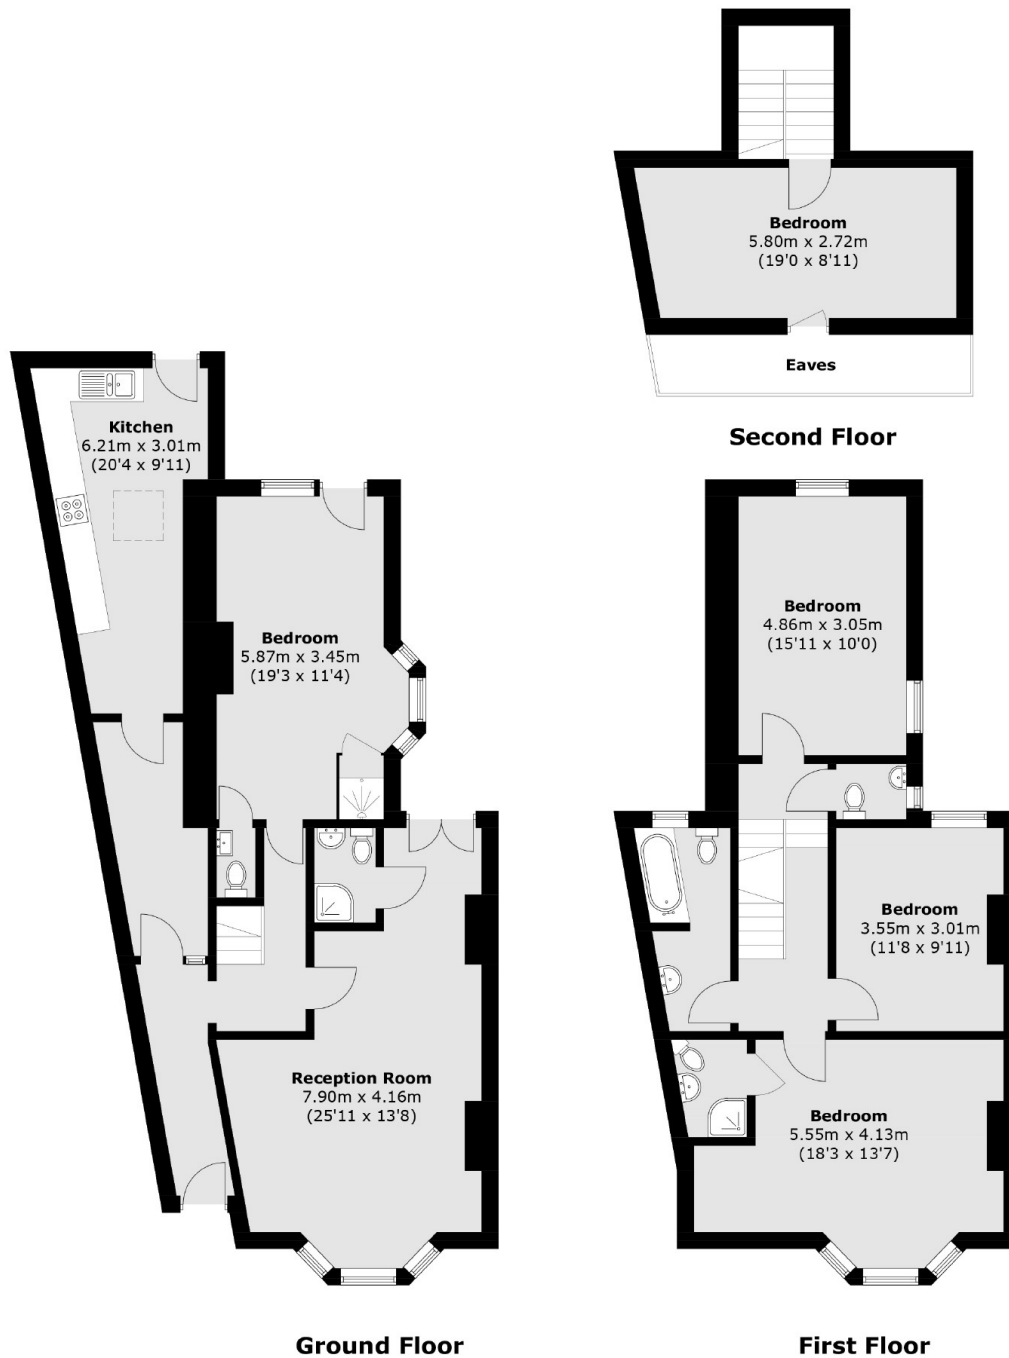 Bedroom
5.80m x 2.72m
(19'0 x 8'11)
Eaves
Second Floor
Kitchen
6.21m x 3.01m
(20'4 x 9'11)
Bedroom
5.87m x 3.45m
(19'3 x 11'4)
Reception Room
7.90m x 4.16m
(25'11 x 13'8)
Ground Floor
Bedroom
4.86m x 3.05m
(15'11 x 10'0)
Bedroom
3.55m x 3.01m
(11'8 x 9'11)
Bedroom
5.55m x 4.13m
(18'3 x 13'7)
First Floor